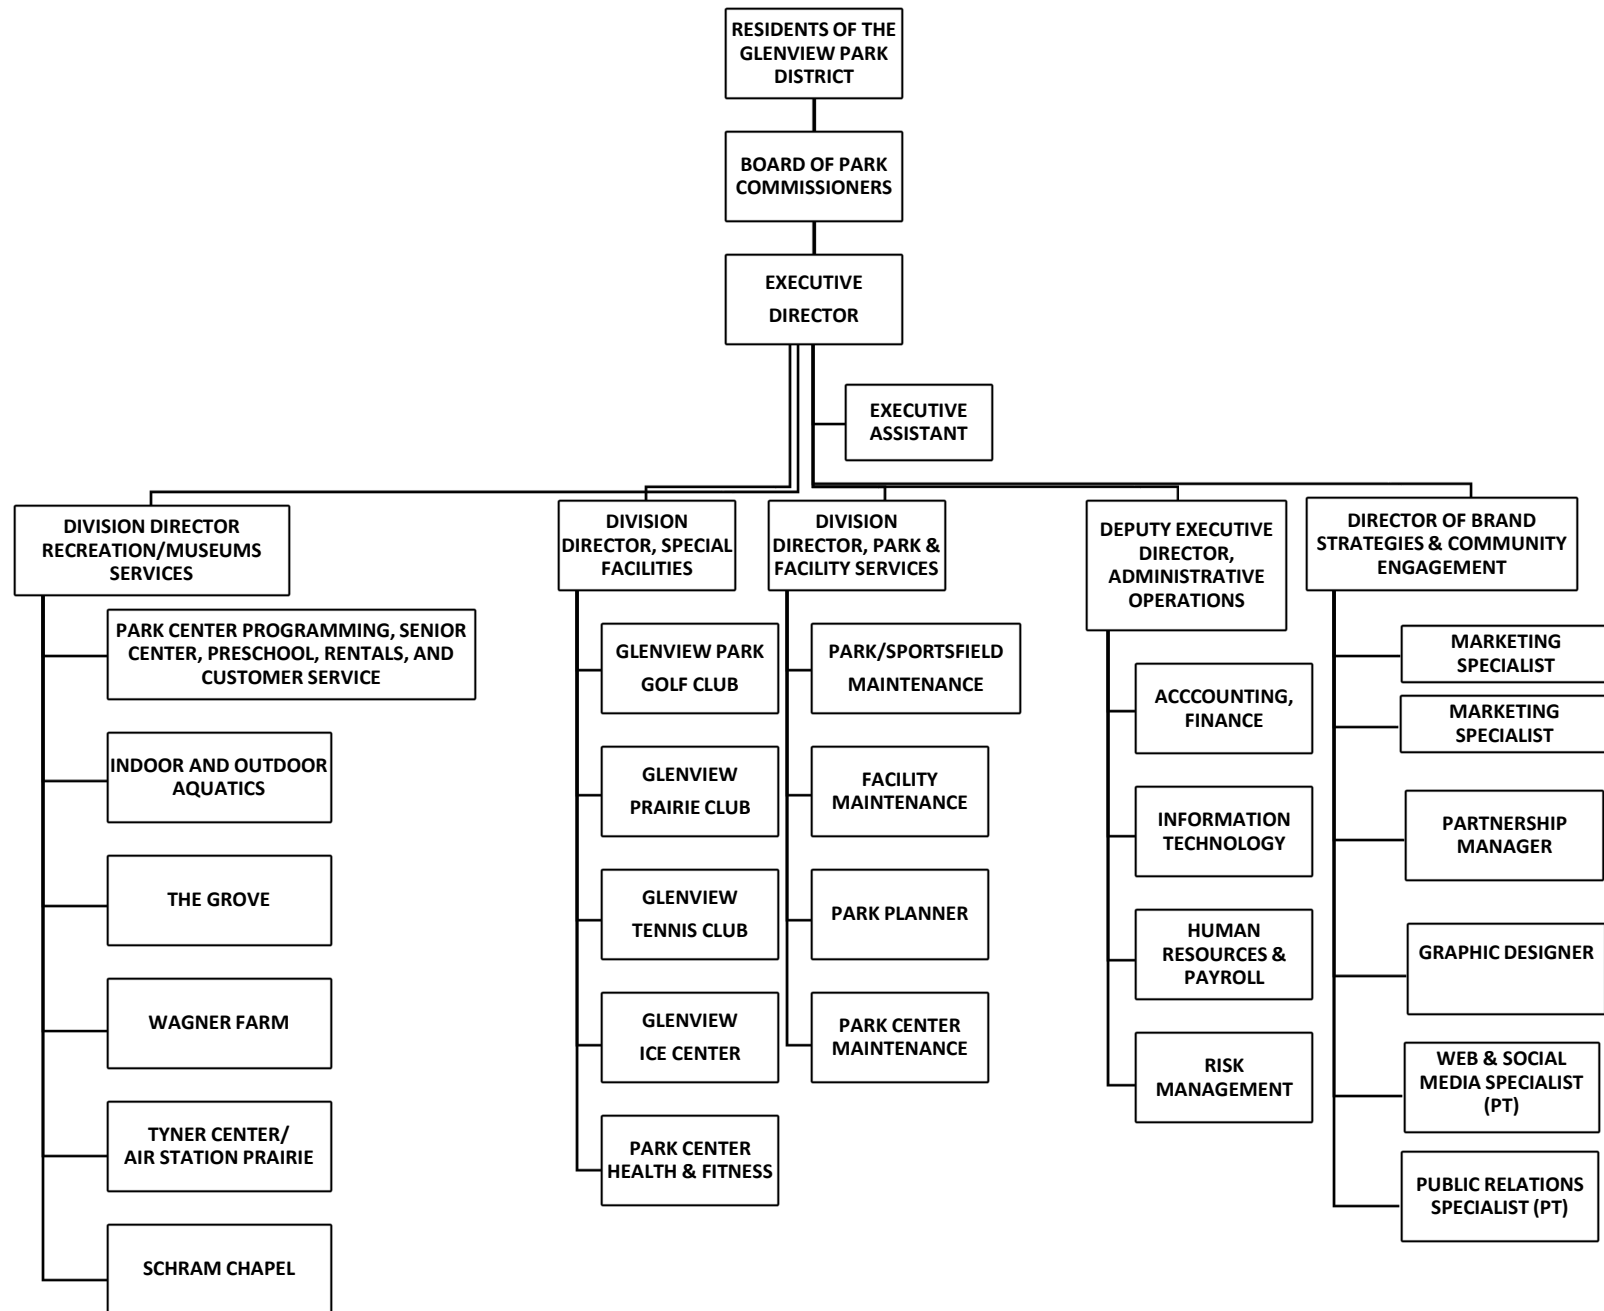 RESIDENTS OF THE
GLENVIEW PARK
DISTRICT
BOARD OF PARK
COMMISSIONERS
EXECUTIVE
DIRECTOR
EXECUTIVE
ASSISTANT
DIVISION DIRECTOR
RECREATION/MUSEUMS
SERVICES
PARK CENTER PROGRAMMING, SENIOR
CENTER, PRESCHOOL, RENTALS, AND
CUSTOMER SERVICE
INDOOR AND OUTDOOR
AQUATICS
THE GROVE
WAGNER FARM
TYNER CENTER/
AIR STATION PRAIRIE
SCHRAM CHAPEL
DIVISION
DIRECTOR, SPECIAL
FACILITIES
GLENVIEW PARK
GOLF CLUB
GLENVIEW
PRAIRIE CLUB
GLENVIEW
TENNIS CLUB
GLENVIEW
ICE CENTER
PARK CENTER
HEALTH & FITNESS
DIVISION
DIRECTOR, PARK &
FACILITY SERVICES
PARK/SPORTSFIELD
MAINTENANCE
FACILITY
MAINTENANCE
PARK PLANNER
PARK CENTER
MAINTENANCE
DEPUTY EXECUTIVE
DIRECTOR,
ADMINISTRATIVE
OPERATIONS
ACCCOUNTING,
FINANCE
INFORMATION
TECHNOLOGY
HUMAN
RESOURCES &
PAYROLL
RISK
MANAGEMENT
DIRECTOR OF BRAND
STRATEGIES & COMMUNITY
ENGAGEMENT
MARKETING
SPECIALIST
MARKETING
SPECIALIST
PARTNERSHIP
MANAGER
GRAPHIC DESIGNER
WEB & SOCIAL
MEDIA SPECIALIST
(PT)
PUBLIC RELATIONS
SPECIALIST (PT)